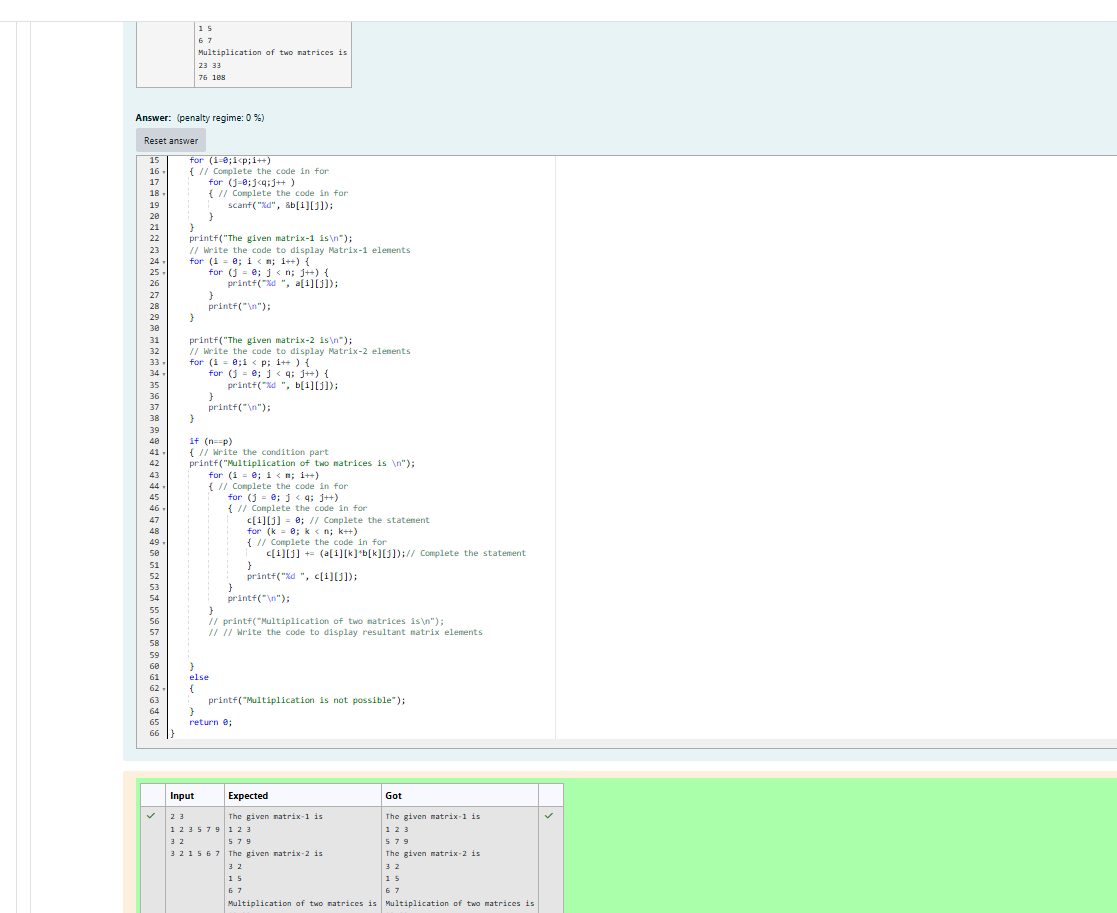 1 5
6 7
Multiplication of two matrices is
23 33
76 108
Answer: (penalty regime: 0 %)
Reset answer
15 for (i=0;i<p;i++)
16 { // Complete the code in for
17 for (j=0;j<q;j++ )
18 { // Complete the code in for
19 scanf("%d", &b[i][j]);
20 }
21 }
22 printf("The given matrix-1 is\n");
23 // Write the code to display Matrix-1 elements
24 for (i = 0; i < m; i++) {
25 for (j = 0; j < n; j++) {
26 printf("%d ", a[i][j]);
27 }
28 printf("\n");
29 }
30
31 printf("The given matrix-2 is\n");
32 // Write the code to display Matrix-2 elements
33 for (i = 0;i < p; i++ ) {
34 for (j = 0; j < q; j++) {
35 printf("%d ", b[i][j]);
36 }
37 printf("\n");
38 }
39
40 if (n==p)
41 { // Write the condition part
42 printf("Multiplication of two matrices is \n");
43 for (i = 0; i < m; i++)
44 { // Complete the code in for
45 for (j = 0; j < q; j++)
46 { // Complete the code in for
47 c[i][j] = 0; // Complete the statement
48 for (k = 0; k < n; k++)
49 { // Complete the code in for
50 c[i][j] += (a[i][k]*b[k][j]);// Complete the statement
51 }
52 printf("%d ", c[i][j]);
53 }
54 printf("\n");
55 }
56 // printf("Multiplication of two matrices is\n");
57 // // Write the code to display resultant matrix elements
58
59
60 }
61 else
62 {
63 printf("Multiplication is not possible");
64 }
65 return 0;
66 }
Input Expected Got
2 3 The given matrix-1 is The given matrix-1 is
1 2 3 5 7 9 1 2 3 1 2 3
3 2 5 7 9 5 7 9
3 2 1 5 6 7 The given matrix-2 is The given matrix-2 is
3 2 3 2
1 5 1 5
6 7 6 7
Multiplication of two matrices is Multiplication of two matrices is